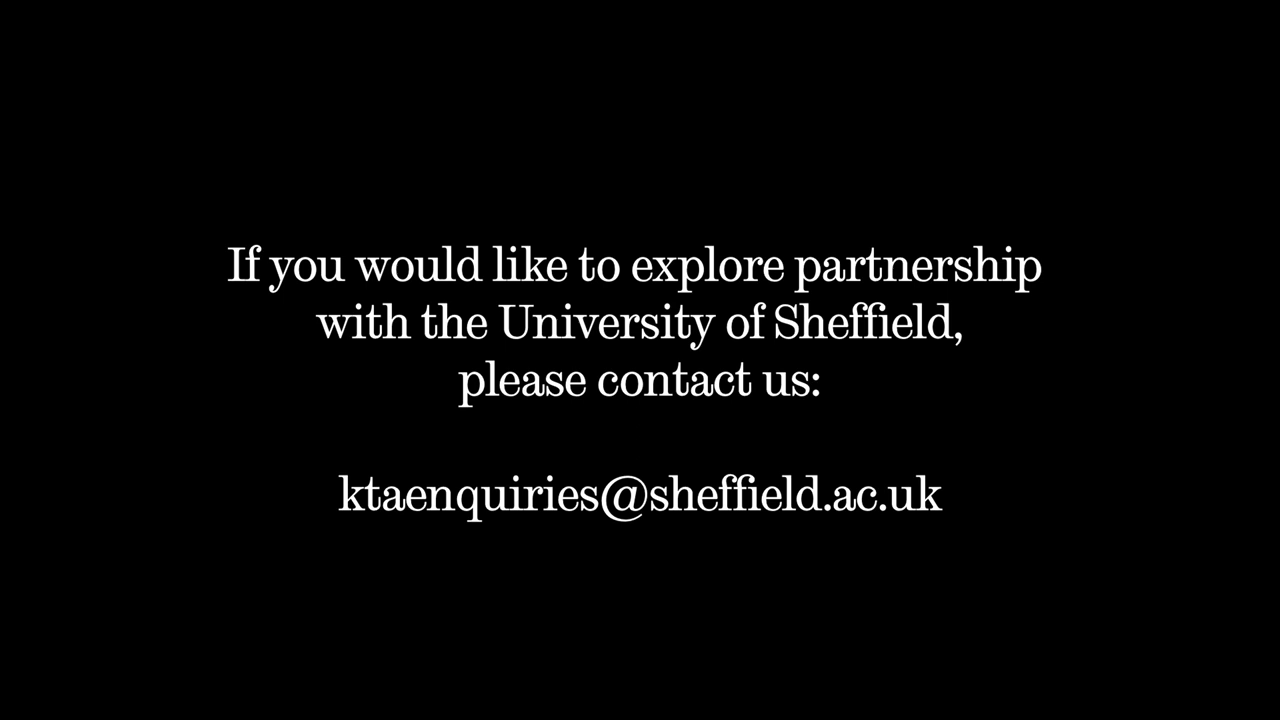 If you would like to explore partnership
with the University of Sheffield,
please contact us:
ktaenquiries@sheffield.ac.uk